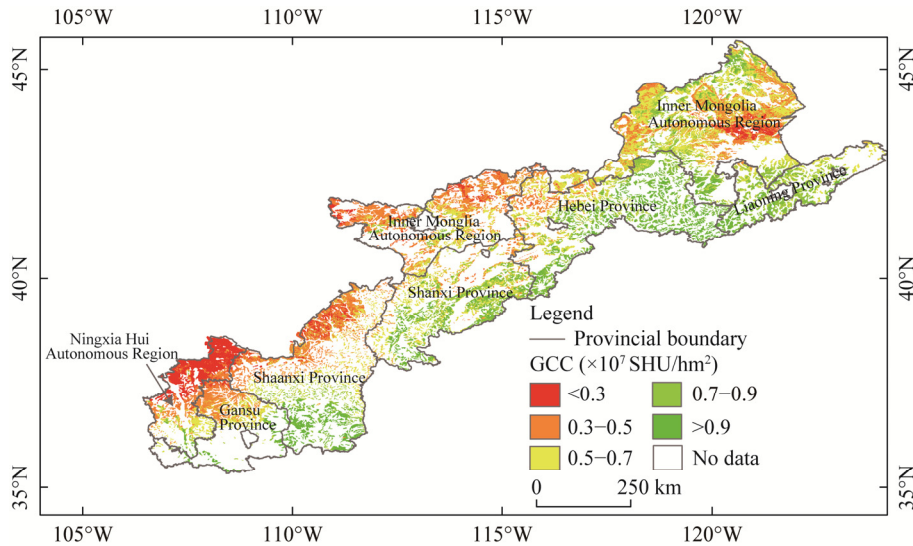 105°W 110°W 115°W 120°W
45°N 45°N
Inner Mongolia
Autonomous Region
Liaoning Province
Hebei Province
Inner Monglia
Autonomous Region
40°N 40°N
Shanxi Province
Legend
Provincial boundary
Ningxia Hui
Autonomous Region
GCC (×10⁷ SHU/hm²)
Shaanxi Province
<0.3 0.7−0.9
Gansu
Province
0.3−0.5 >0.9
0.5−0.7 No data
35°N 35°N
0 250 km
105°W 110°W 115°W 120°W